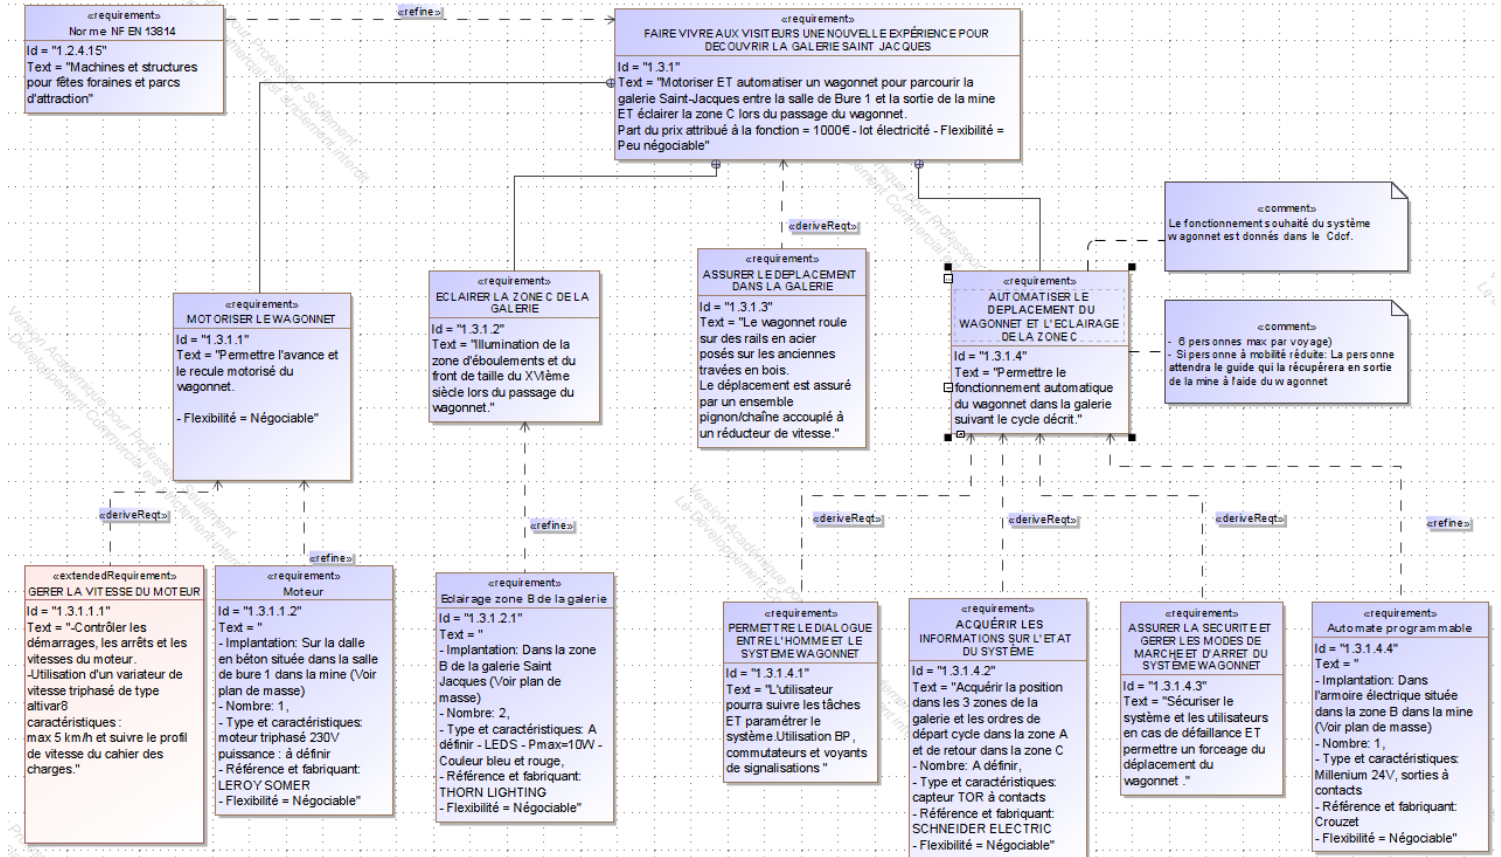 «requirement»
Norme NF EN 13814
Id = "1.2.4.15"
Text = "Machines et structures
pour fêtes foraines et parcs
d'attraction"
«refine»
«requirement»
FAIRE VIVRE AUX VISITEURS UNE NOUVELLE EXPÉRIENCE POUR
DECOUVRIR LA GALERIE SAINT JACQUES
Id = "1.3.1"
Text = "Motoriser ET automatiser un wagonnet pour parcourir la
galerie Saint-Jacques entre la salle de Bure 1 et la sortie de la mine
ET éclairer la zone C lors du passage du wagonnet.
Part du prix attribué à la fonction = 1000€ - lot électricité - Flexibilité =
Peu négociable"
«deriveReqt»
«comment»
Le fonctionnement souhaité du système
wagonnet est donnés dans le Cdcf.
«comment»
- 6 personnes max par voyage)
- Si personne à mobilité réduite: La personne
attendra le guide qui la récupérera en sortie
de la mine à l'aide du wagonnet
«requirement»
MOTORISER LE WAGONNET
Id = "1.3.1.1"
Text = "Permettre l'avance et
le recule motorisé du
wagonnet.
- Flexibilité = Négociable"
«requirement»
ECLAIRER LA ZONE C DE LA
GALERIE
Id = "1.3.1.2"
Text = "Illumination de la
zone d'éboulements et du
front de taille du XVIème
siècle lors du passage du
wagonnet."
«requirement»
ASSURER LE DEPLACEMENT
DANS LA GALERIE
Id = "1.3.1.3"
Text = "Le wagonnet roule
sur des rails en acier
posés sur les anciennes
travées en bois.
Le déplacement est assuré
par un ensemble
pignon/chaîne accouplé à
un réducteur de vitesse."
«requirement»
AUTOMATISER LE
DEPLACEMENT DU
WAGONNET ET L'ECLAIRAGE
DE LA ZONE C
Id = "1.3.1.4"
Text = "Permettre le
fonctionnement automatique
du wagonnet dans la galerie
suivant le cycle décrit."
«deriveReqt»
«refine»
«refine»
«deriveReqt»
«deriveReqt»
«deriveReqt»
«refine»
«extendedRequirement»
GERER LA VITESSE DU MOTEUR
Id = "1.3.1.1.1"
Text = "-Contrôler les
démarrages, les arrêts et les
vitesses du moteur.
-Utilisation d'un variateur de
vitesse triphasé de type
altivar8
caractéristiques :
max 5 km/h et suivre le profil
de vitesse du cahier des
charges."
«requirement»
Moteur
Id = "1.3.1.1.2"
Text = "
- Implantation: Sur la dalle
en béton située dans la salle
de bure 1 dans la mine (Voir
plan de masse)
- Nombre: 1,
- Type et caractéristiques:
moteur triphasé 230V
puissance : à définir
- Référence et fabriquant:
LEROY SOMER
- Flexibilité = Négociable"
«requirement»
Eclairage zone B de la galerie
Id = "1.3.1.2.1"
Text = "
- Implantation: Dans la zone
B de la galerie Saint
Jacques (Voir plan de
masse)
- Nombre: 2,
- Type et caractéristiques: A
définir - LEDS - Pmax=10W -
Couleur bleu et rouge,
- Référence et fabriquant:
THORN LIGHTING
- Flexibilité = Négociable"
«requirement»
PERMETTRE LE DIALOGUE
ENTRE L'HOMME ET LE
SYSTEME WAGONNET
Id = "1.3.1.4.1"
Text = "L'utilisateur
pourra suivre les tâches
ET paramétrer le
système.Utilisation BP ,
commutateurs et voyants
de signalisations "
«requirement»
ACQUÉRIR LES
INFORMATIONS SUR L'ETAT
DU SYSTÈME
Id = "1.3.1.4.2"
Text = "Acquérir la position
dans les 3 zones de la
galerie et les ordres de
départ cycle dans la zone A
et de retour dans la zone C
- Nombre: A définir,
- Type et caractéristiques:
capteur TOR à contacts
- Référence et fabriquant:
SCHNEIDER ELECTRIC
- Flexibilité = Négociable"
«requirement»
ASSURER LA SECURITE ET
GERER LES MODES DE
MARCHE ET D'ARRET DU
SYSTEME WAGONNET
Id = "1.3.1.4.3"
Text = "Sécuriser le
système et les utilisateurs
en cas de défaillance ET
permettre un forceage du
déplacement du
wagonnet ."
«requirement»
Automate programmable
Id = "1.3.1.4.4"
Text = "
- Implantation: Dans
l'armoire électrique située
dans la zone B dans la mine
(Voir plan de masse)
- Nombre: 1,
- Type et caractéristiques:
Millenium 24V, sorties à
contacts
- Référence et fabriquant:
Crouzet
- Flexibilité = Négociable"